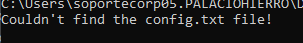 C:\Users\soportecorp05.PALACIOHIERRO\D
Couldn't find the config.txt file!